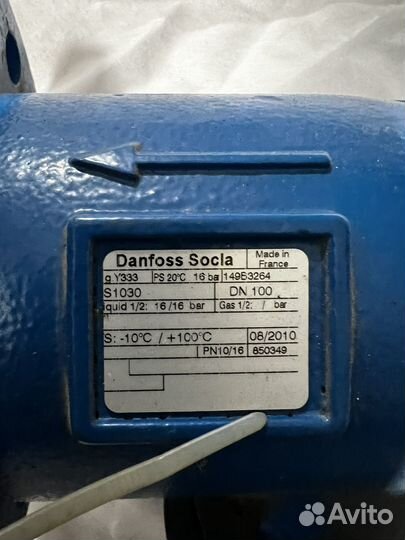 Danfoss Socla
Made in
France
g Y333 PS 20°C 16 ba 149B3264
S1030 DN 100
iquid 1/2: 16/16 bar Gas 1/2: / bar
S: -10°C / +100°C 08/2010
PN10/16 850349
Avito